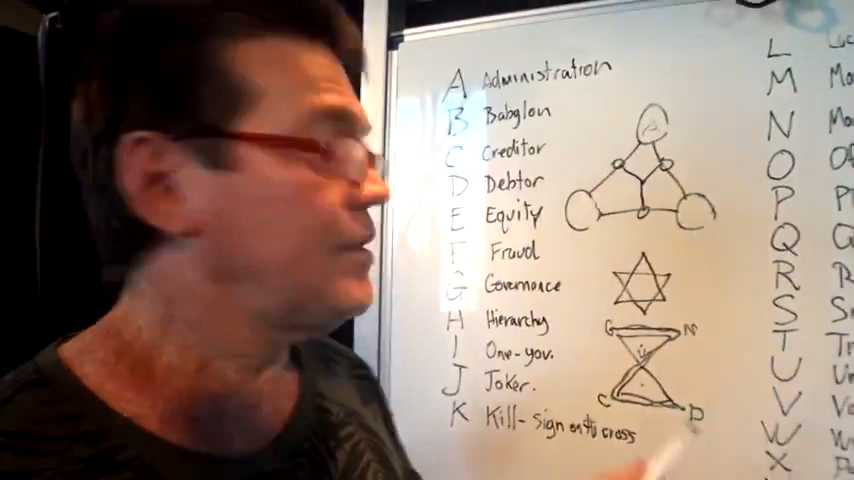 A Administration
B Babylon
C Creditor
D Debtor
E Equity
F Fraud
G Governance
H Hierarchy
I One-you.
J Joker.
K Kill-sign on the cross
A
G N
C D
L
M
N
O
P
Q
R
S
T
U
V
W
X